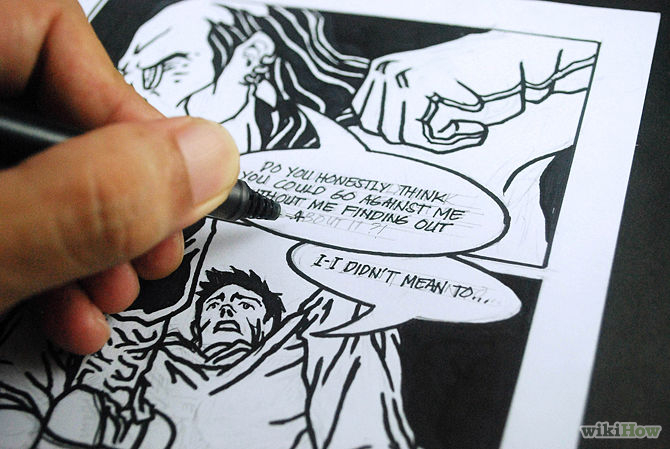 DO YOU HONESTLY THINK
YOU COULD GO AGAINST ME
WITHOUT ME FINDING OUT
ABOUT IT?!
I-I DIDN'T MEAN TO...
wikiHow